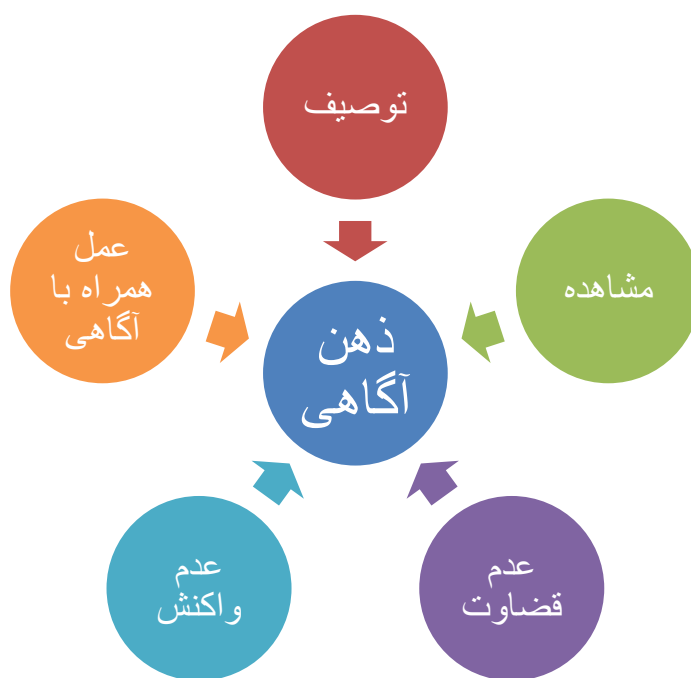 توصیف
مشاهده
عمل
همراه با
آگاهی
ذهن
آگاهی
عدم
قضاوت
عدم
واکنش